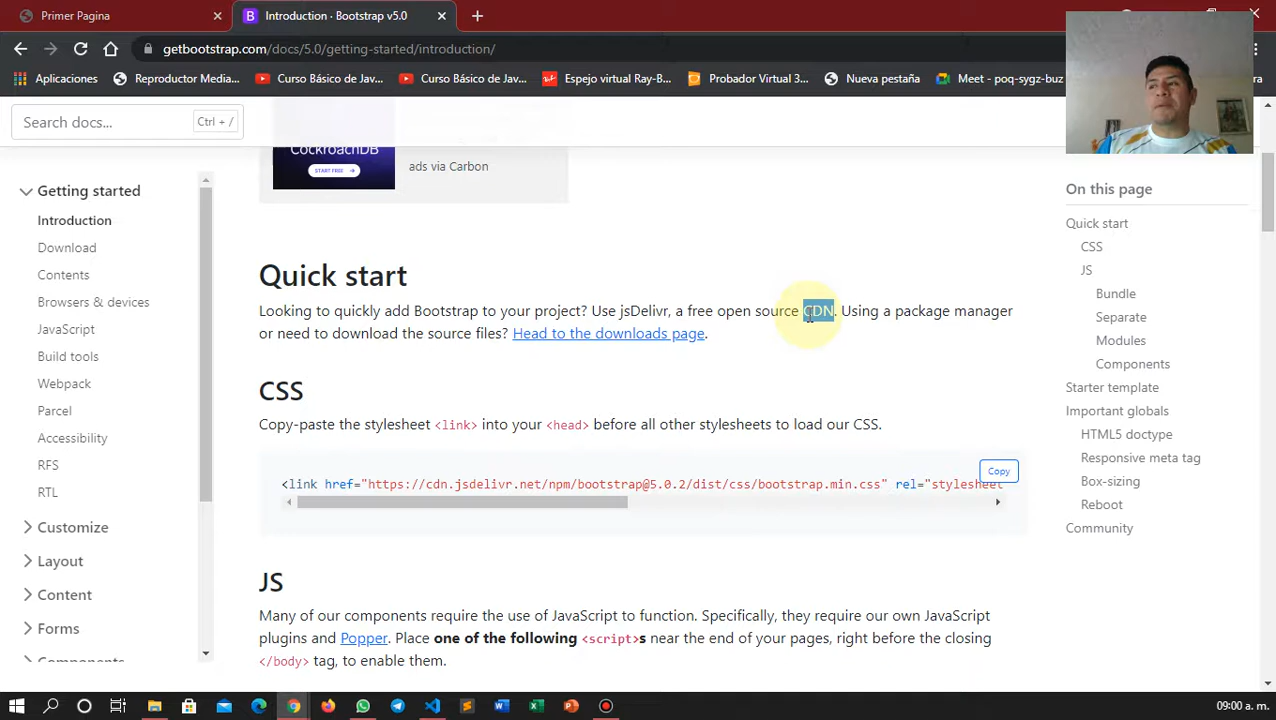 Primer Pagina
Introduction · Bootstrap v5.0
getbootstrap.com/docs/5.0/getting-started/introduction/
Aplicaciones
Reproductor Media...
Curso Básico de Jav...
Curso Básico de Jav...
Espejo virtual Ray-B...
Probador Virtual 3...
Nueva pestaña
Meet - poq-sygz-buz
Search docs...
Ctrl + /
CockroachDB
START FREE
ads via Carbon
Getting started
Introduction
Download
Contents
Browsers & devices
JavaScript
Build tools
Webpack
Parcel
Accessibility
RFS
RTL
Customize
Layout
Content
Forms
Components
Quick start
Looking to quickly add Bootstrap to your project? Use jsDelivr, a free open source CDN. Using a package manager
or need to download the source files? Head to the downloads page.
CSS
Copy-paste the stylesheet <link> into your <head> before all other stylesheets to load our CSS.
Copy
<link href="https://cdn.jsdelivr.net/npm/bootstrap@5.0.2/dist/css/bootstrap.min.css" rel="stylesheet
JS
Many of our components require the use of JavaScript to function. Specifically, they require our own JavaScript
plugins and Popper. Place one of the following <script>s near the end of your pages, right before the closing
</body> tag, to enable them.
On this page
Quick start
CSS
JS
Bundle
Separate
Modules
Components
Starter template
Important globals
HTML5 doctype
Responsive meta tag
Box-sizing
Reboot
Community
09:00 a. m.